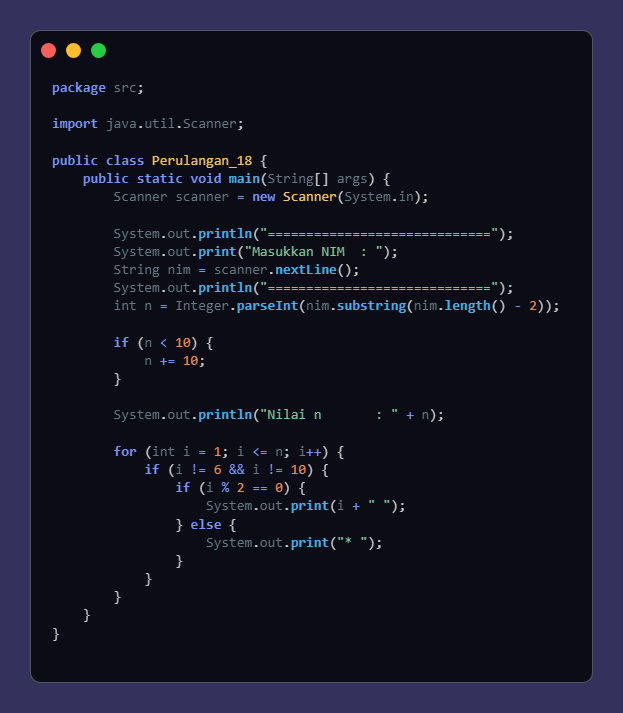 package src;
import java.util.Scanner;
public class Perulangan_18 {
    public static void main(String[] args) {
        Scanner scanner = new Scanner(System.in);
        System.out.println("=============================");
        System.out.print("Masukkan NIM  : ");
        String nim = scanner.nextLine();
        System.out.println("=============================");
        int n = Integer.parseInt(nim.substring(nim.length() - 2));
        if (n < 10) {
            n += 10;
        }
        System.out.println("Nilai n       : " + n);
        for (int i = 1; i <= n; i++) {
            if (i != 6 && i != 10) {
                if (i % 2 == 0) {
                    System.out.print(i + " ");
                } else {
                    System.out.print("* ");
                }
            }
        }
    }
}